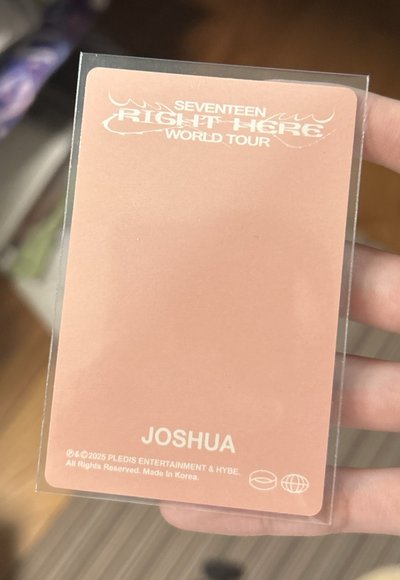 SEVENTEEN
RIGHT HERE
WORLD TOUR
JOSHUA
℗&©2025 PLEDIS ENTERTAINMENT & HYBE.
All Rights Reserved. Made In Korea.